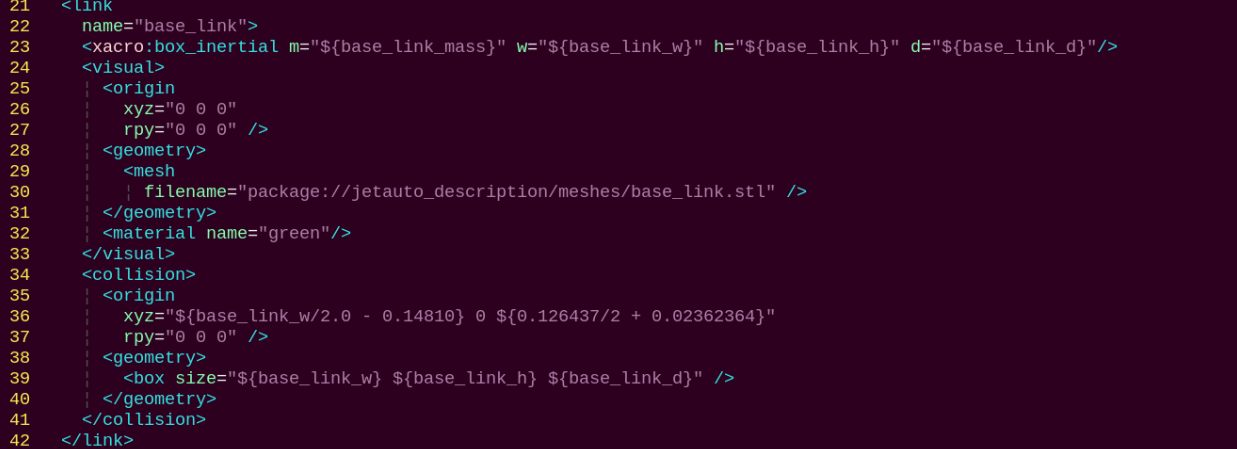 21 <link
22 name="base_link">
23 <xacro:box_inertial m="${base_link_mass}" w="${base_link_w}" h="${base_link_h}" d="${base_link_d}"/>
24 <visual>
25 ¦ <origin
26 ¦ xyz="0 0 0"
27 ¦ rpy="0 0 0" />
28 ¦ <geometry>
29 ¦ <mesh
30 ¦ ¦ filename="package://jetauto_description/meshes/base_link.stl" />
31 ¦ </geometry>
32 ¦ <material name="green"/>
33 </visual>
34 <collision>
35 ¦ <origin
36 ¦ xyz="${base_link_w/2.0 - 0.14810} 0 ${0.126437/2 + 0.02362364}"
37 ¦ rpy="0 0 0" />
38 ¦ <geometry>
39 ¦ <box size="${base_link_w} ${base_link_h} ${base_link_d}" />
40 ¦ </geometry>
41 </collision>
42 </link>